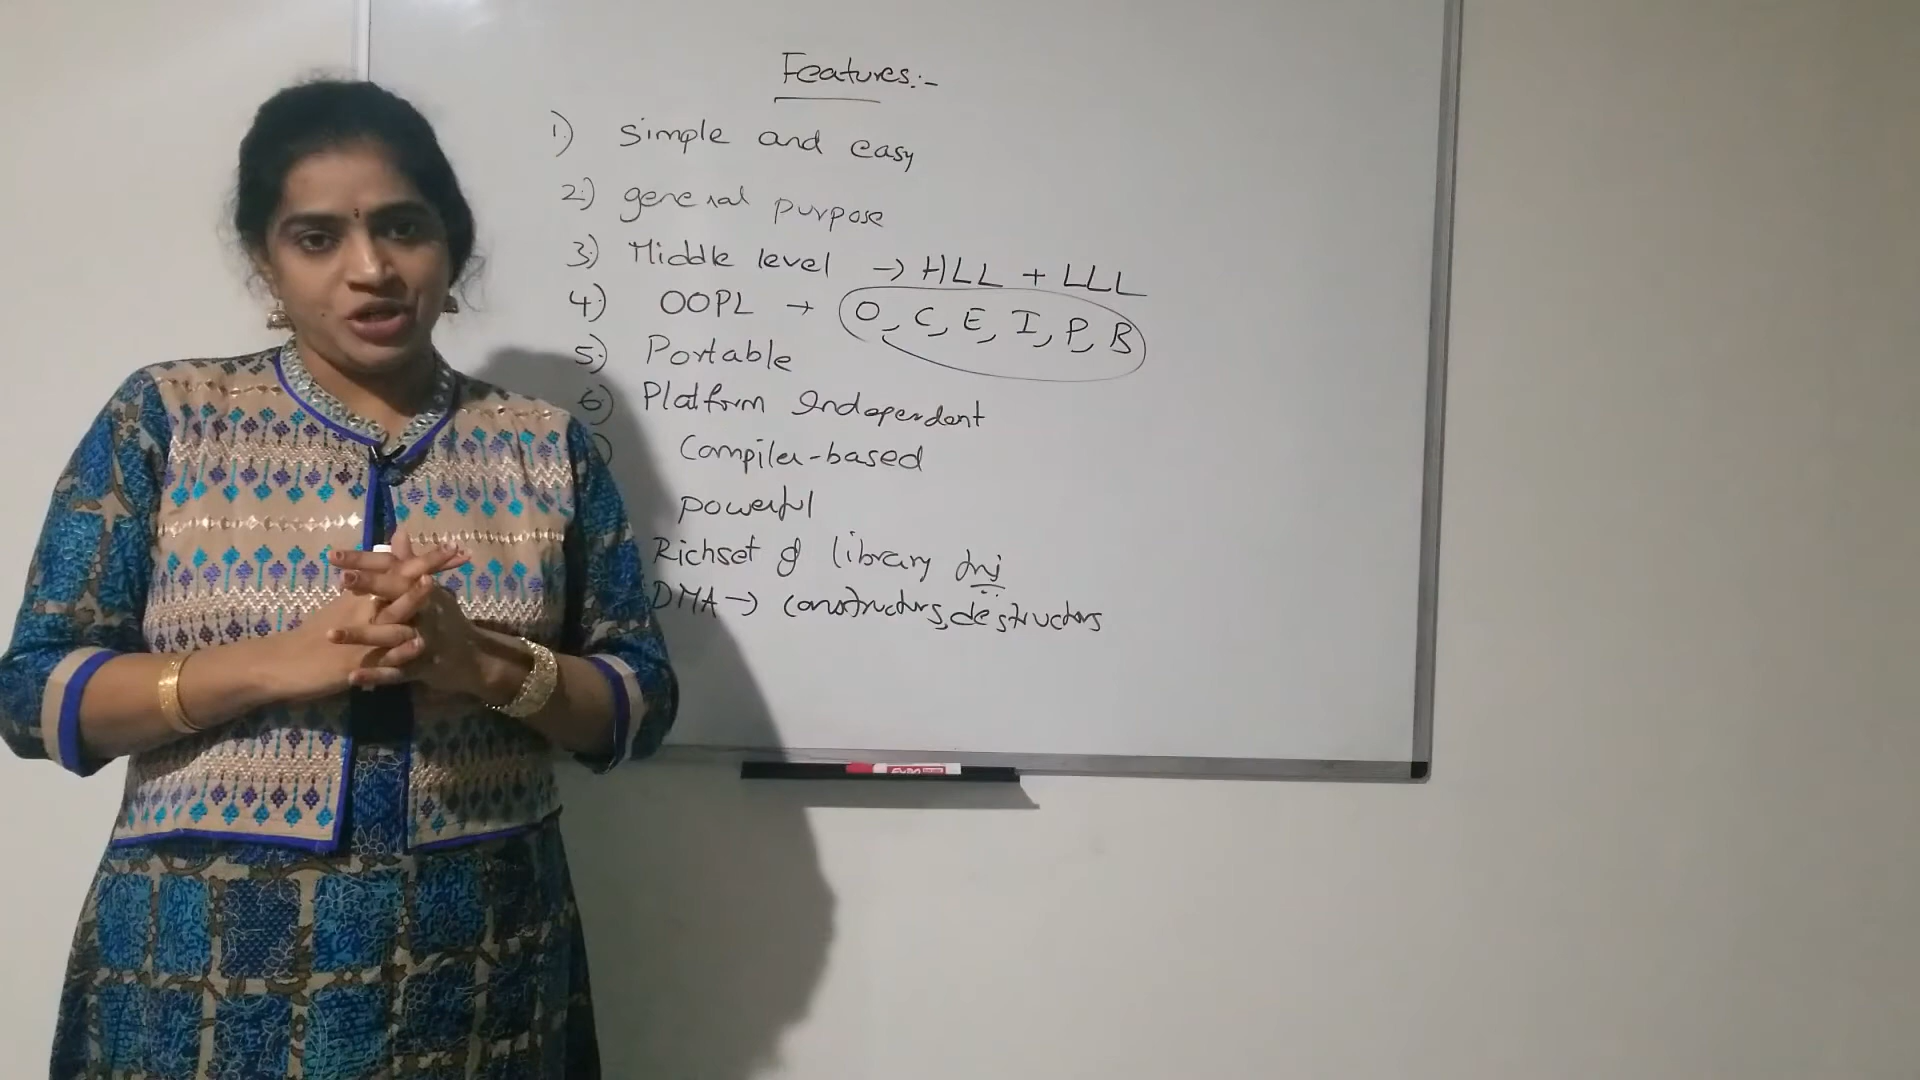 Features:-
1) Simple and easy
2) general purpose
3) Middle level → HLL + LLL
4) OOPL → O, C, E, I, P, B
5) Portable
6) Platform Independent
) Compiler-based
powerful
Richset of library
DMA → constructors, destructors
EXPO